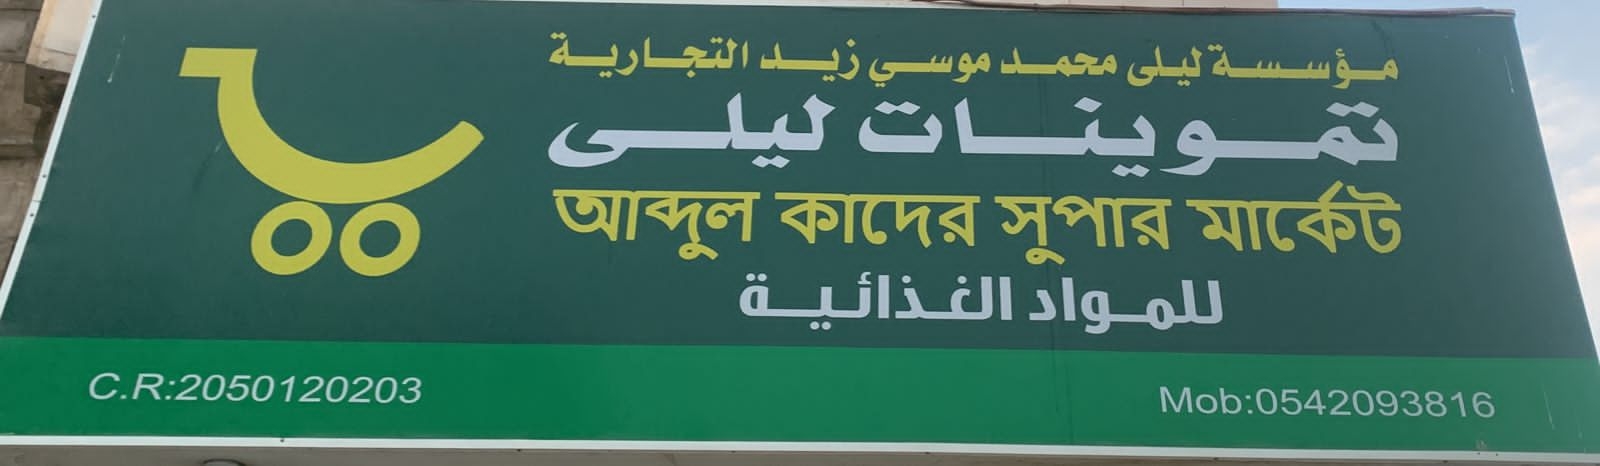 مؤسسة ليلى محمد موسي زيد التجارية
تموينات ليلى
আব্দুল কাদের সুপার মার্কেট
للمواد الغذائية
C.R:2050120203
Mob:0542093816